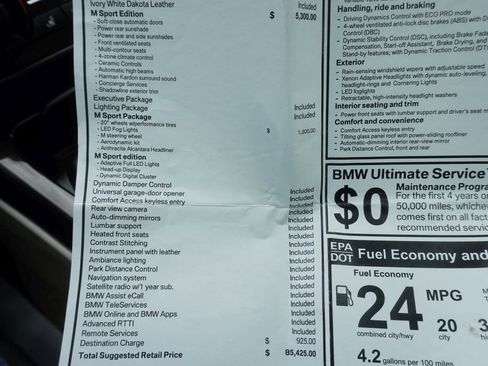 Ivory White Dakota Leather Included
M Sport Edition $ 5,300.00
- Soft-close automatic doors
- Power rear sunshade
- Power rear and side sunshades
- Front ventilated seats
- Multi-contour seats
- 4-zone climate control
- Ceramic Controls
- Automatic high beams
- Harman Kardon surround sound
- Concierge Services
- Shadowline exterior trim
Executive Package Included
Lighting Package Included
M Sport Package Included
- 20" wheels w/performance tires $ 1,300.00
- LED Fog Lights
- M steering wheel
- Aerodynamic kit
- Anthracite Alcantara Headliner
M Sport edition
- Adaptive Full LED Lights
- Head-up Display
- Dynamic Digital Cluster
Dynamic Damper Control Included
Universal garage-door opener Included
Comfort Access keyless entry Included
Rear view camera Included
Auto-dimming mirrors Included
Lumbar support Included
Heated front seats Included
Contrast Stitching Included
Instrument panel with leather Included
Ambiance lighting Included
Park Distance Control Included
Navigation system Included
Satellite radio w/1 year sub. Included
BMW Assist eCall Included
BMW TeleServices Included
BMW Online and BMW Apps Included
Advanced RTTI Included
Remote Services Included
Destination Charge $ 925.00
Total Suggested Retail Price $ 85,425.00
Handling, ride and braking
- Driving Dynamics Control with ECO PRO mode
- 4-wheel ventilated anti-lock disc brakes (ABS) with D
Control (DBC)
- Dynamic Stability Control (DSC), including Brake Fade
Compensation, Start-off Assistant, Brake Drying, and
Stand-by features; with Dynamic Traction Control (DT
Exterior
- Rain-sensing windshield wipers with adjustable speed
- Xenon Adaptive Headlights with dynamic auto-leveling,
headlight-rings and Cornering Lights
- LED foglights
- Retractable, high-intensity headlight washers
Interior seating and trim
- Power front seats with lumbar support and driver's seat m
Comfort and convenience
- Comfort Access keyless entry
- Tilting glass panel roof with power-sliding roofliner
- Automatic-dimming interior rear-view mirror
- Park Distance Control, front and rear
BMW Ultimate Service
$0 Maintenance Progra
For the first 4 years or
50,000 miles, whichev
comes first on all fact
recommended servic
EPA
DOT Fuel Economy and
Fuel Economy
24 MPG
combined city/hwy
20
city
4.2 gallons per 100 miles